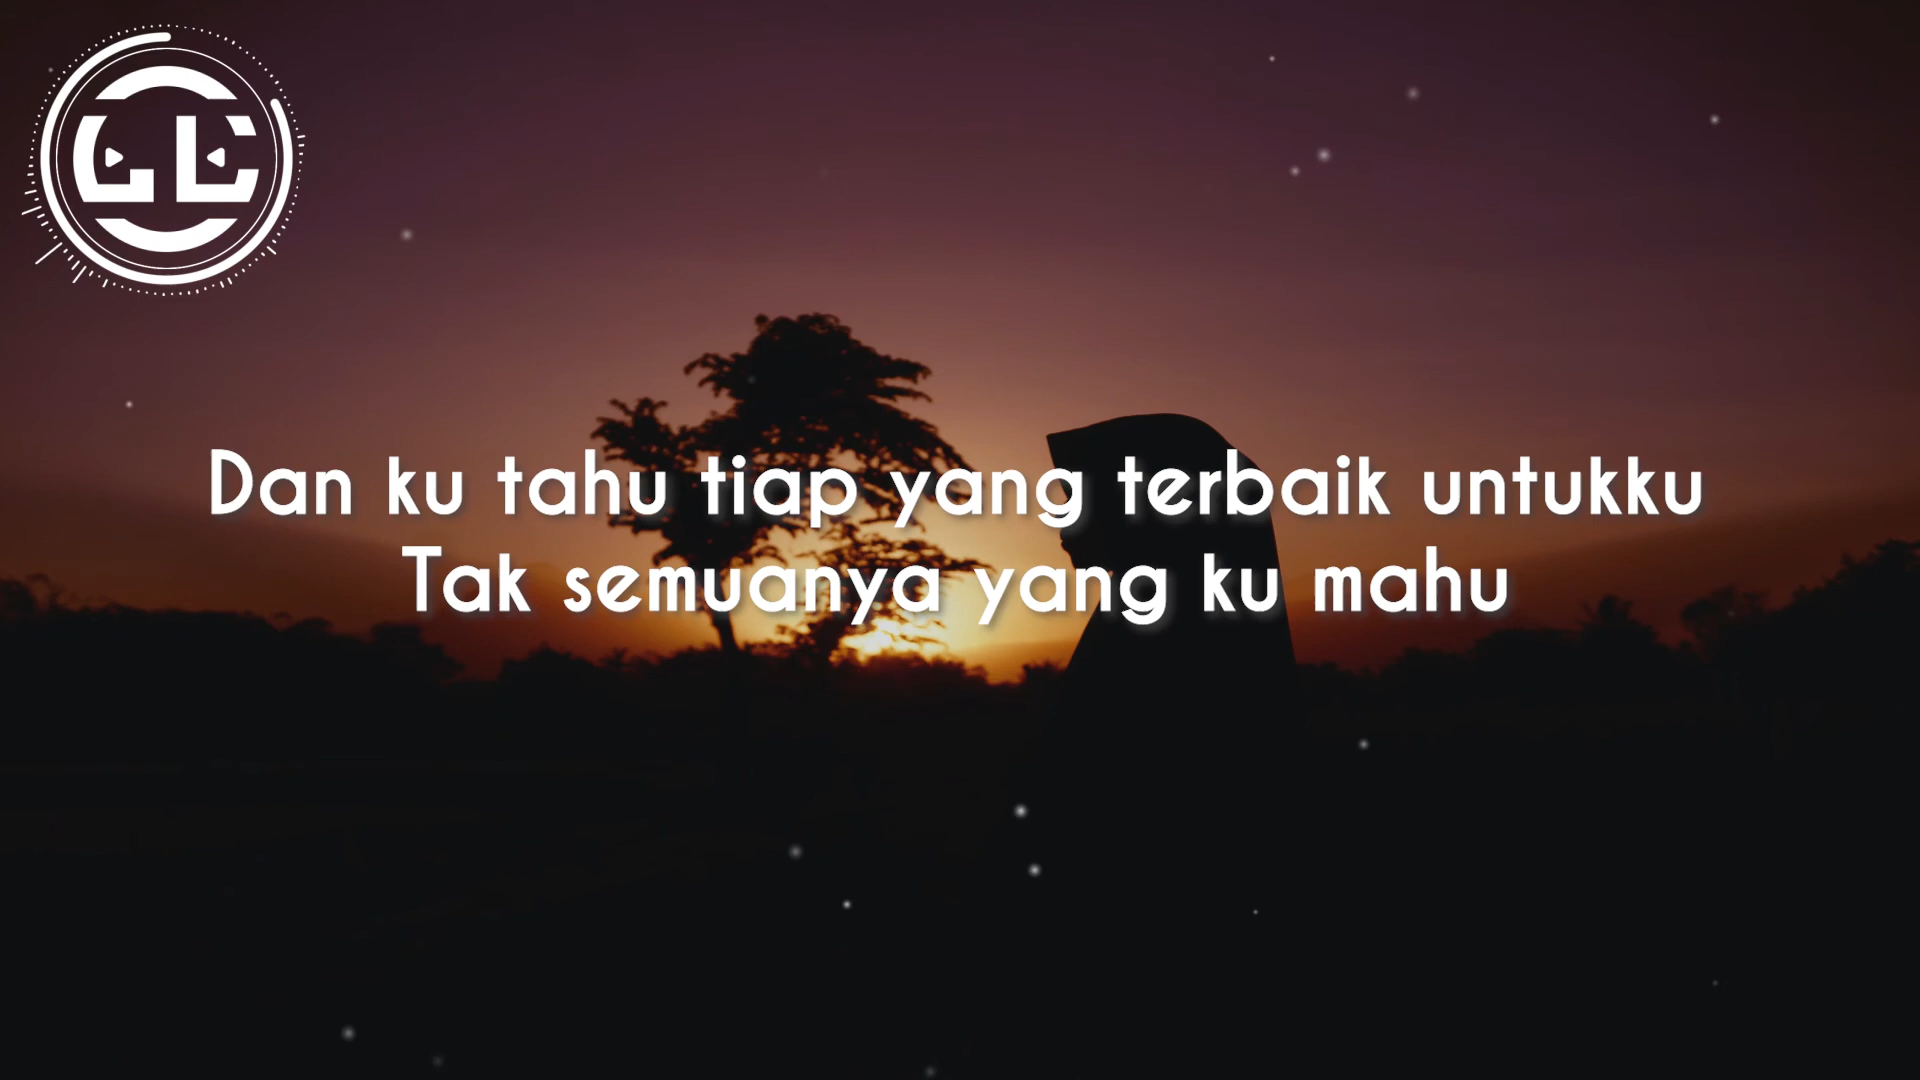 Dan ku tahu tiap yang terbaik untukku
Tak semuanya yang ku mahu